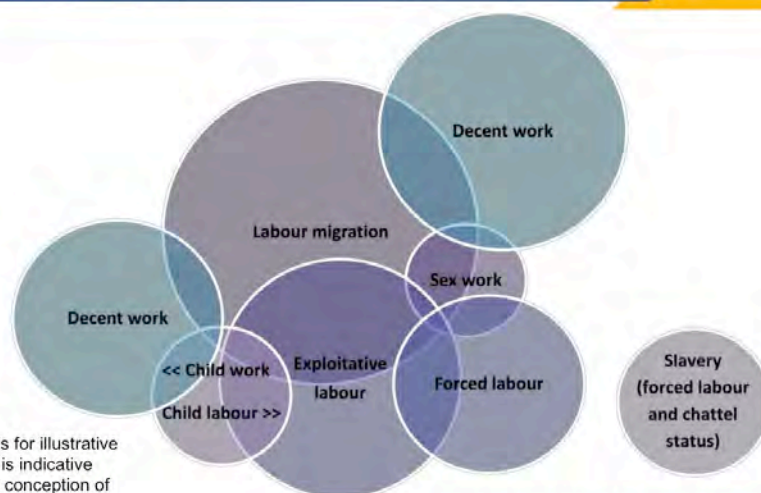 Decent work
Labour migration
Sex work
Decent work
<< Child work
Child labour >>
Exploitative
labour
Forced labour
Slavery
(forced labour
and chattel
status)
s for illustrative
is indicative
conception of